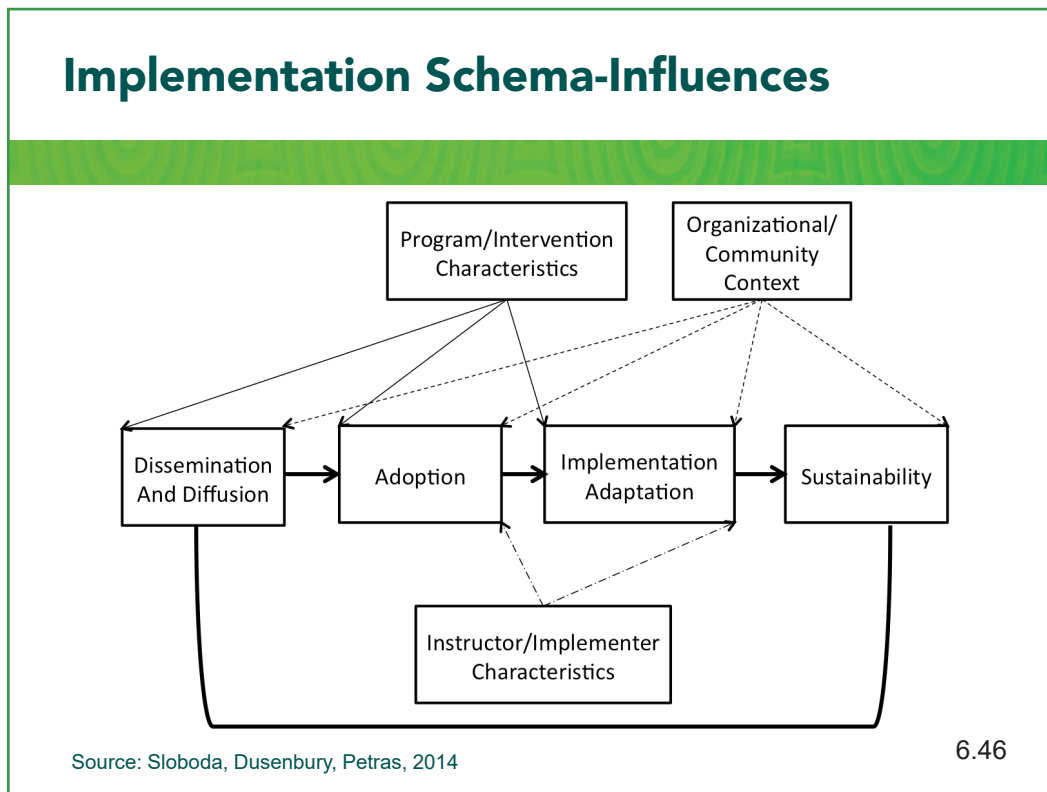 Implementation Schema-Influences
Program/Intervention
Characteristics
Organizational/
Community
Context
Dissemination
And Diffusion
Adoption
Implementation
Adaptation
Sustainability
Instructor/Implementer
Characteristics
Source: Sloboda, Dusenbury, Petras, 2014
6.46